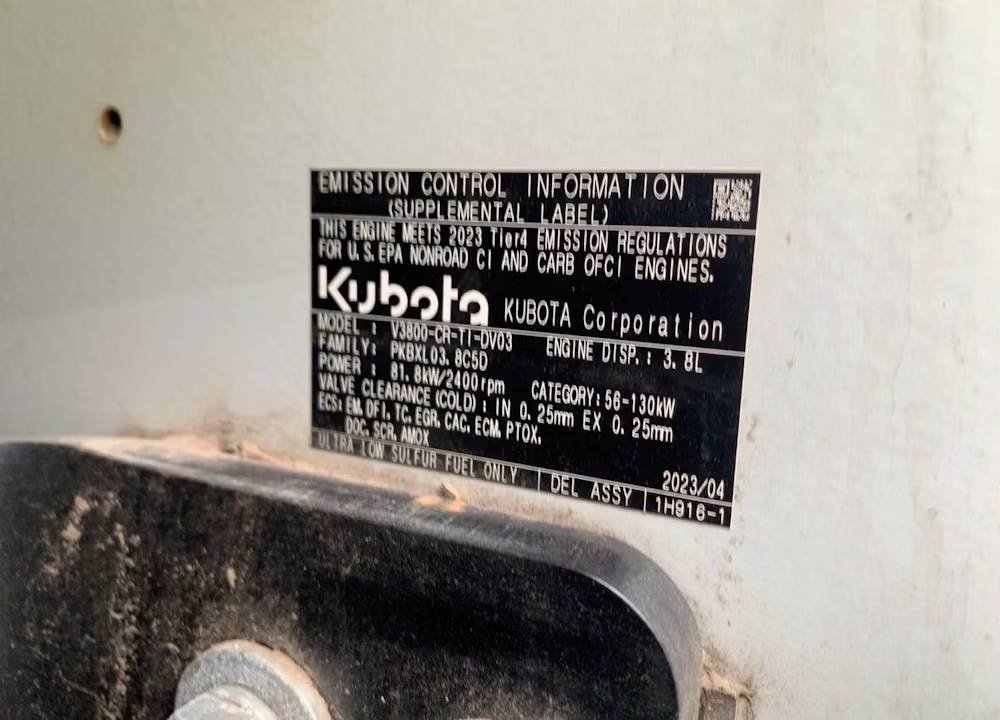 EMISSION CONTROL INFORMATION
(SUPPLEMENTAL LABEL)
THIS ENGINE MEETS 2023 Tier4 EMISSION REGULATIONS
FOR U.S. EPA NONROAD CI AND CARB OFCI ENGINES.
Kubota KUBOTA Corporation
MODEL : V3800-CR-TI-DV03 ENGINE DISP.: 3.8L
FAMILY: PKBXL03.8C5D
POWER : 81.8kW/2400rpm CATEGORY:56-130kW
VALVE CLEARANCE (COLD) : IN 0.25mm EX 0.25mm
ECS: EM, DFI, TC, EGR, CAC, ECM, PTOX,
DOC, SCR, AMOX
2023/04
ULTRA LOW SULFUR FUEL ONLY | DEL ASSY | 1H916-1